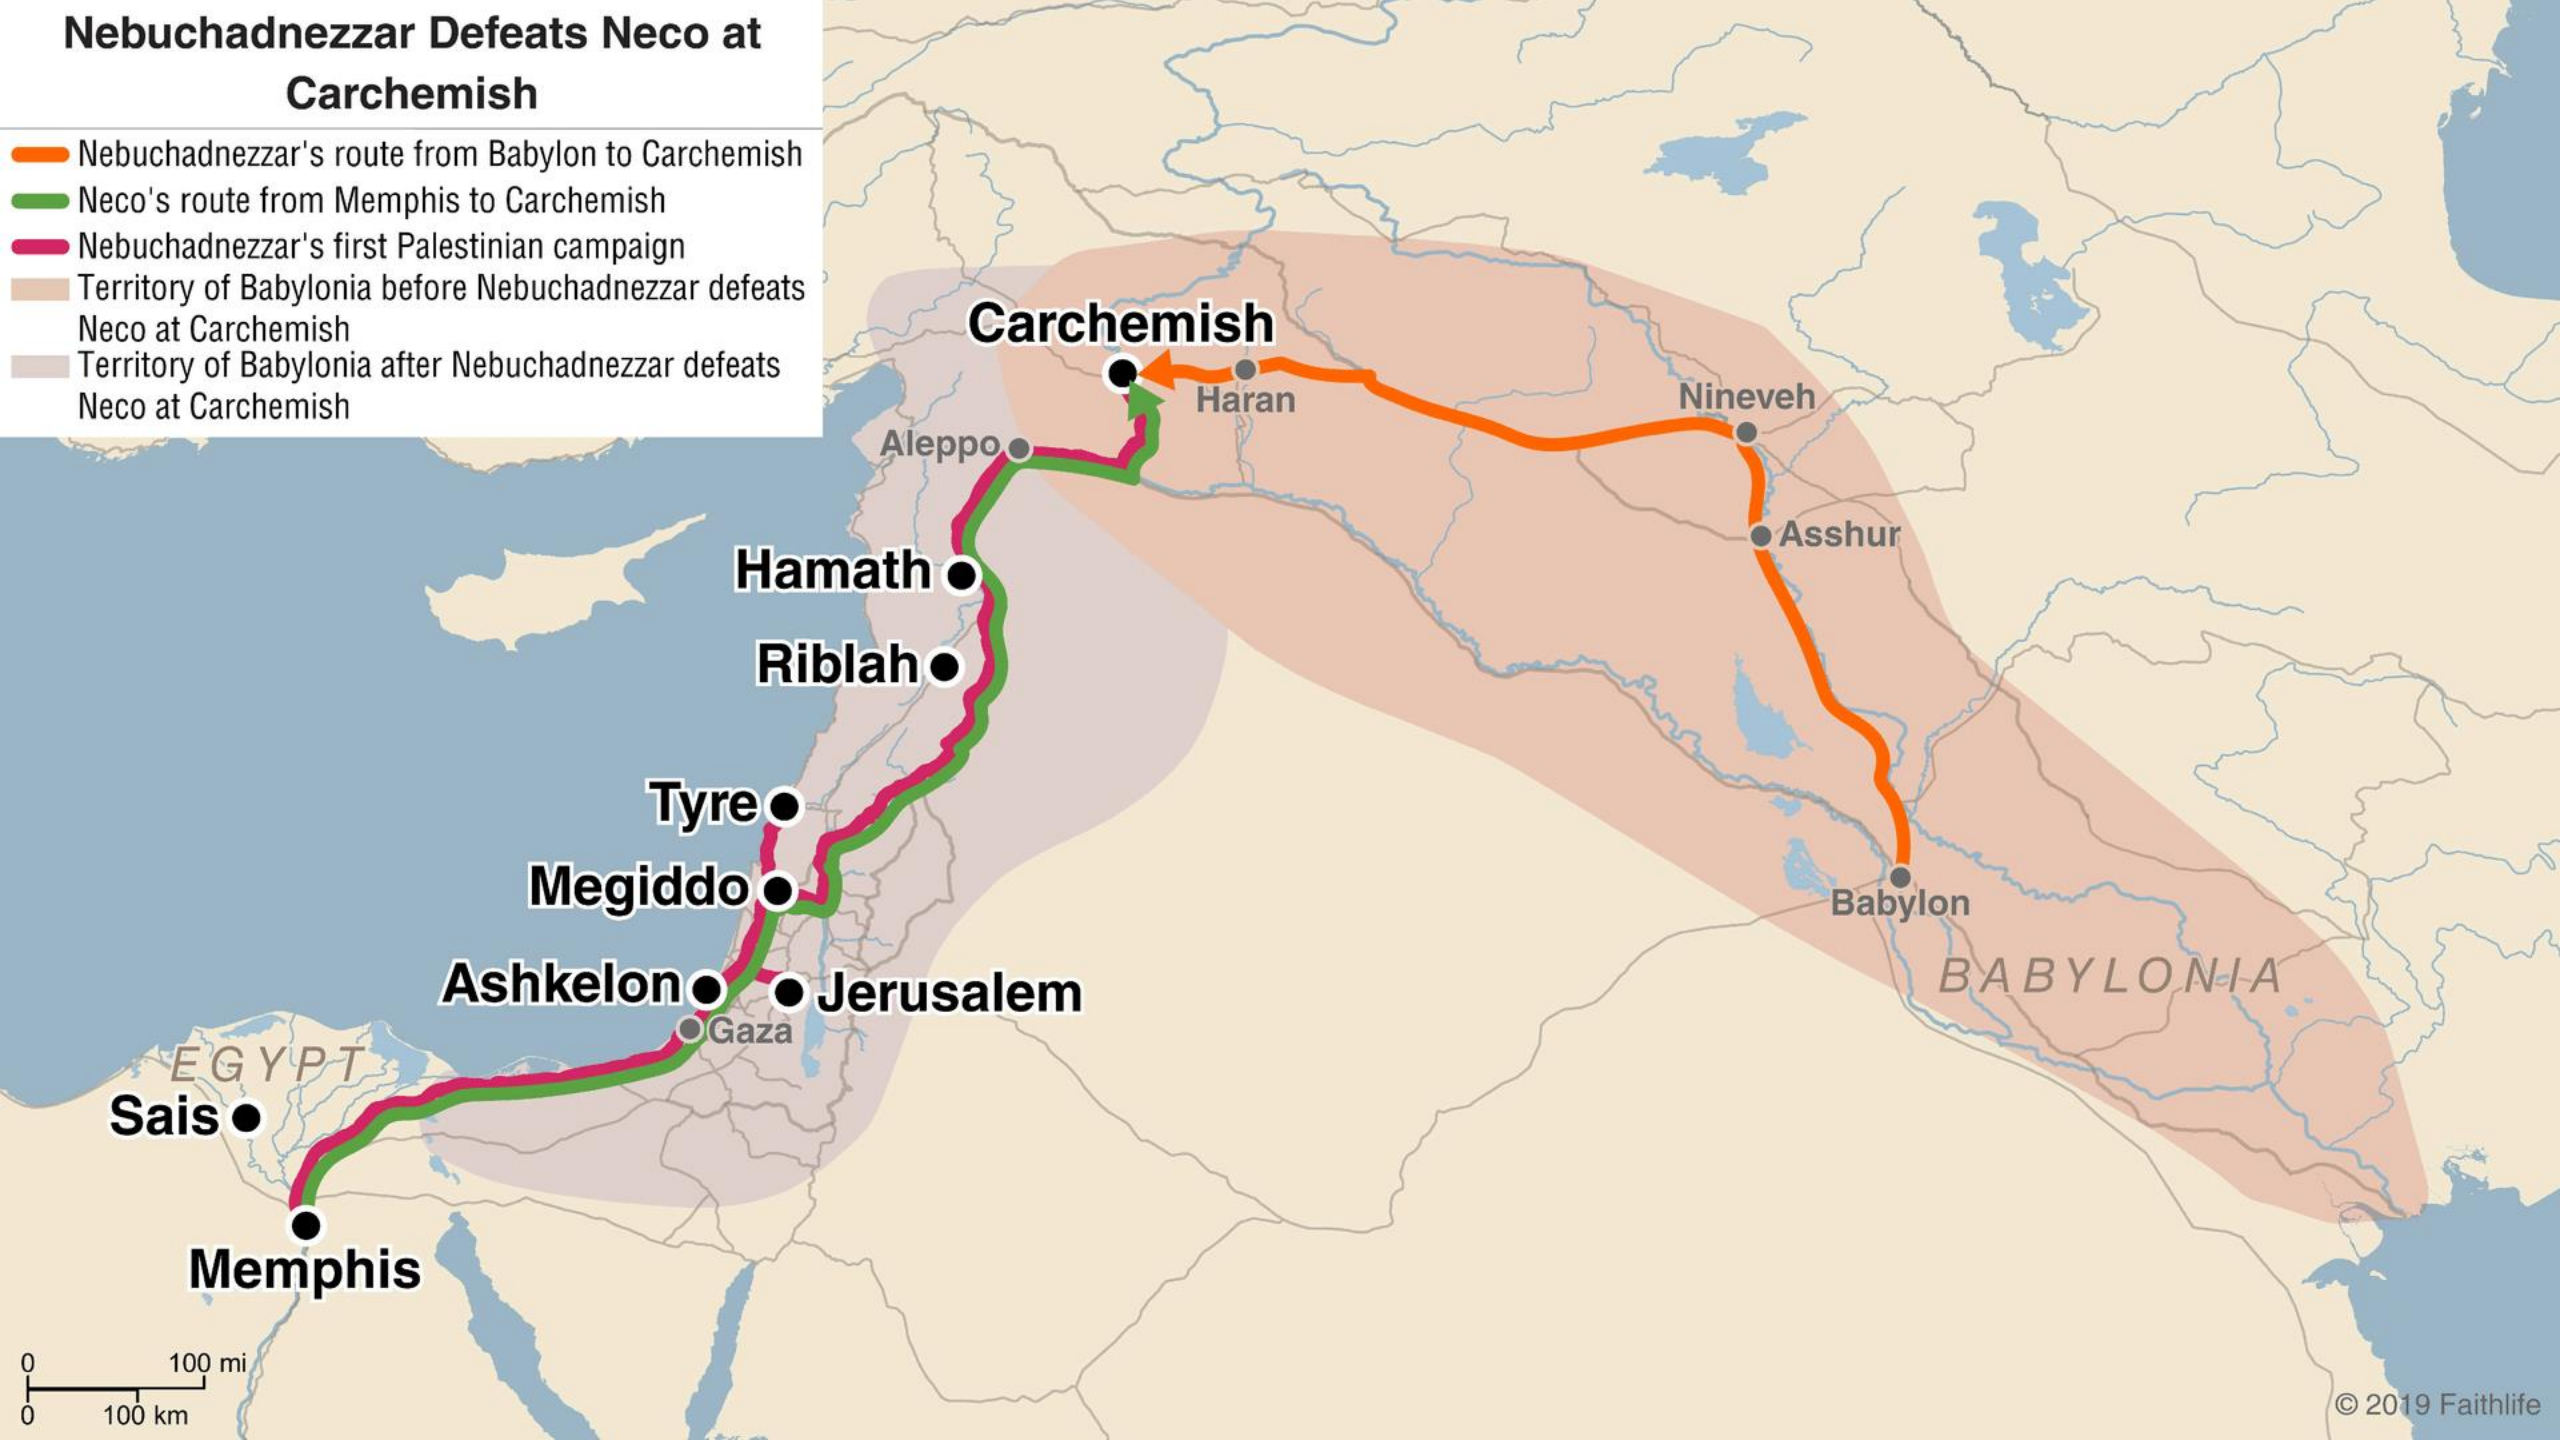 Nebuchadnezzar Defeats Neco at
Carchemish
Nebuchadnezzar's route from Babylon to Carchemish
Neco's route from Memphis to Carchemish
Nebuchadnezzar's first Palestinian campaign
Territory of Babylonia before Nebuchadnezzar defeats
Neco at Carchemish
Territory of Babylonia after Nebuchadnezzar defeats
Neco at Carchemish
Carchemish
Haran
Nineveh
Aleppo
Asshur
Hamath
Riblah
Tyre
Megiddo
Babylon
BABYLONIA
Ashkelon
Jerusalem
Gaza
EGYPT
Sais
Memphis
0 100 mi
0 100 km
© 2019 Faithlife